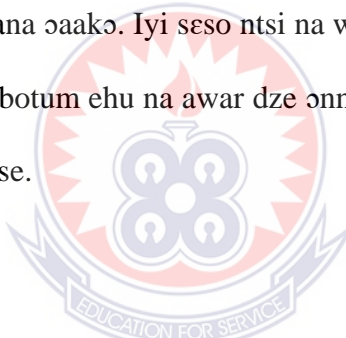 ana ɔaakɔ. Iyi sɛso ntsi na w
botum ehu na awar dze ɔnn
se.
EDUCATION FOR SERVICE